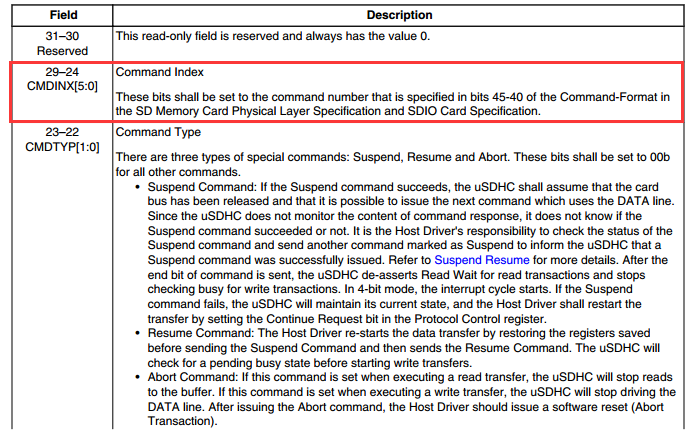 Field Description
31–30 This read-only field is reserved and always has the value 0.
Reserved
29–24 Command Index
CMDINX[5:0]
These bits shall be set to the command number that is specified in bits 45-40 of the Command-Format in
the SD Memory Card Physical Layer Specification and SDIO Card Specification.
23–22 Command Type
CMDTYP[1:0]
There are three types of special commands: Suspend, Resume and Abort. These bits shall be set to 00b
for all other commands.
• Suspend Command: If the Suspend command succeeds, the uSDHC shall assume that the card
bus has been released and that it is possible to issue the next command which uses the DATA line.
Since the uSDHC does not monitor the content of command response, it does not know if the
Suspend command succeeded or not. It is the Host Driver's responsibility to check the status of the
Suspend command and send another command marked as Suspend to inform the uSDHC that a
Suspend command was successfully issued. Refer to Suspend Resume for more details. After the
end bit of command is sent, the uSDHC de-asserts Read Wait for read transactions and stops
checking busy for write transactions. In 4-bit mode, the interrupt cycle starts. If the Suspend
command fails, the uSDHC will maintain its current state, and the Host Driver shall restart the
transfer by setting the Continue Request bit in the Protocol Control register.
• Resume Command: The Host Driver re-starts the data transfer by restoring the registers saved
before sending the Suspend Command and then sends the Resume Command. The uSDHC will
check for a pending busy state before starting write transfers.
• Abort Command: If this command is set when executing a read transfer, the uSDHC will stop reads
to the buffer. If this command is set when executing a write transfer, the uSDHC will stop driving the
DATA line. After issuing the Abort command, the Host Driver should issue a software reset (Abort
Transaction).